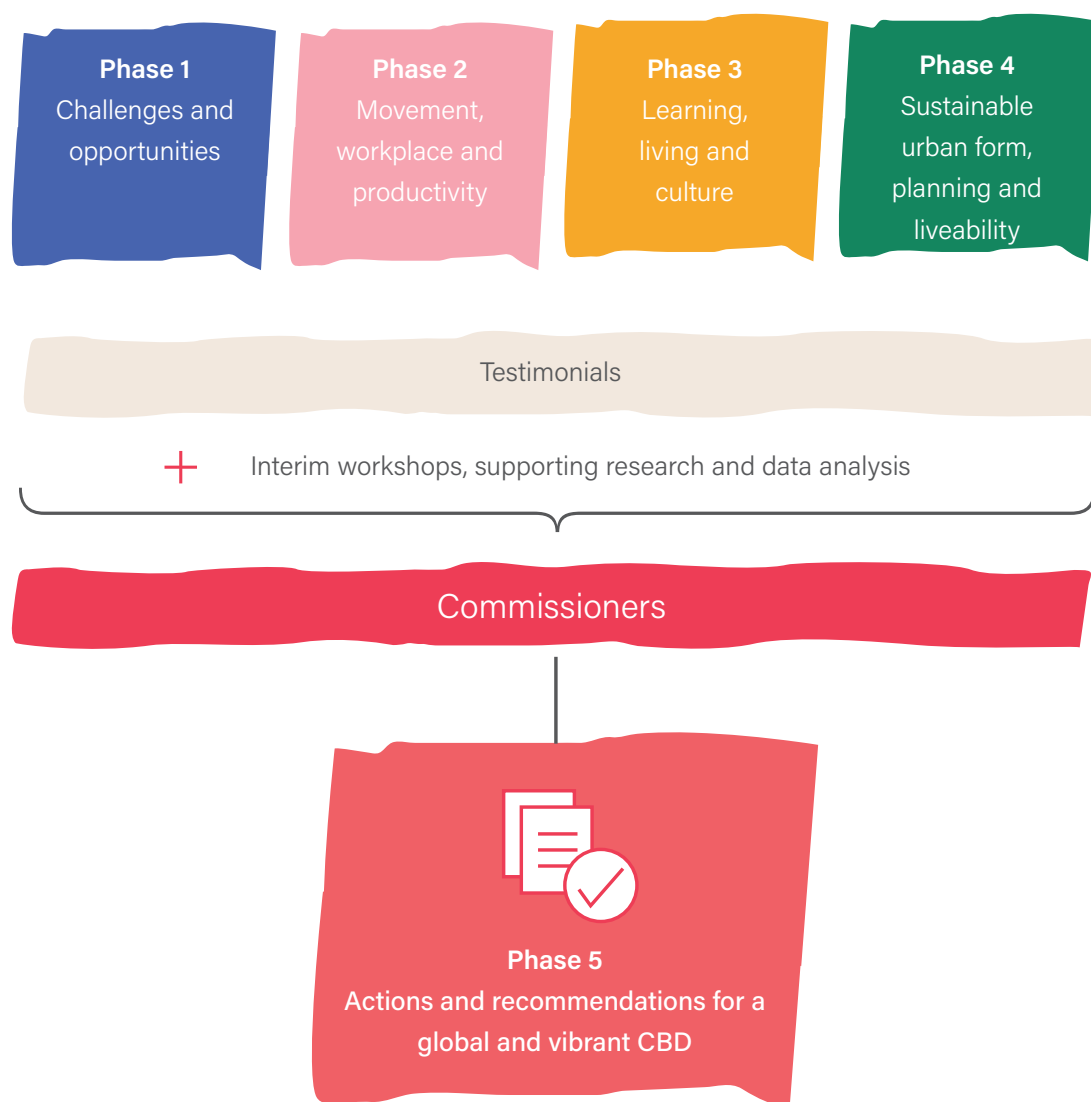 Phase 1
Challenges and
opportunities
Phase 2
Movement,
workplace and
productivity
Phase 3
Learning,
living and
culture
Phase 4
Sustainable
urban form,
planning and
liveability
Testimonials
Interim workshops, supporting research and data analysis
Commissioners
Phase 5
Actions and recommendations for a
global and vibrant CBD